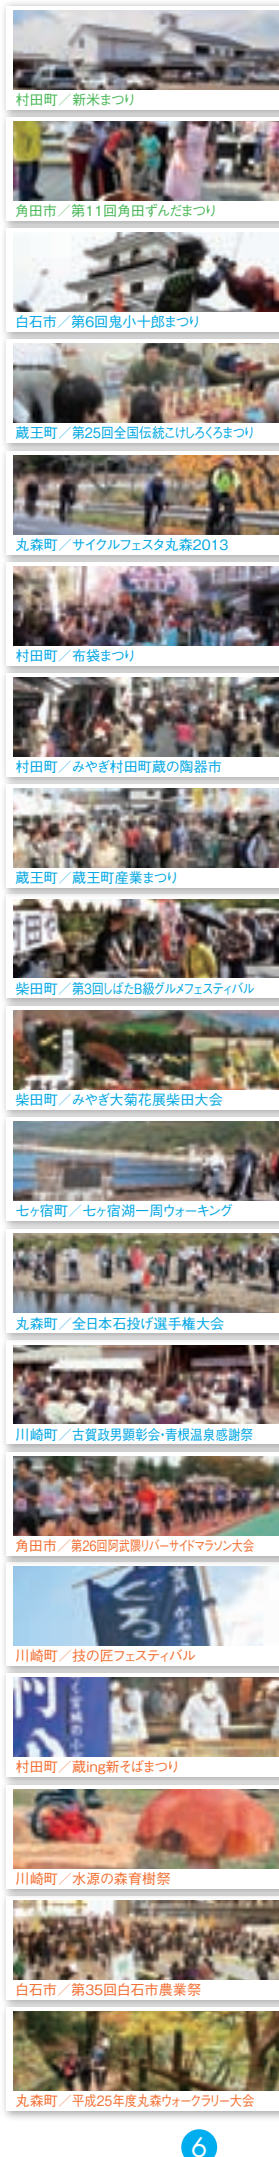 村田町／新米まつり
角田市／第11回角田ずんだまつり
白石市／第6回鬼小十郎まつり
蔵王町／第25回全国伝統こけしろくろまつり
丸森町／サイクルフェスタ丸森2013
村田町／布袋まつり
村田町／みやぎ村田町蔵の陶器市
蔵王町／蔵王町産業まつり
柴田町／第3回しばたB級グルメフェスティバル
柴田町／みやぎ大菊花展柴田大会
七ヶ宿町／七ヶ宿湖一周ウォーキング
丸森町／全日本石投げ選手権大会
川崎町／古賀政男顕彰会・青根温泉感謝祭
角田市／第26回阿武隈リバーサイドマラソン大会
川崎町／技の匠フェスティバル
村田町／蔵ing新そばまつり
川崎町／水源の森育樹祭
白石市／第35回白石市農業祭
丸森町／平成25年度丸森ウォークラリー大会
6